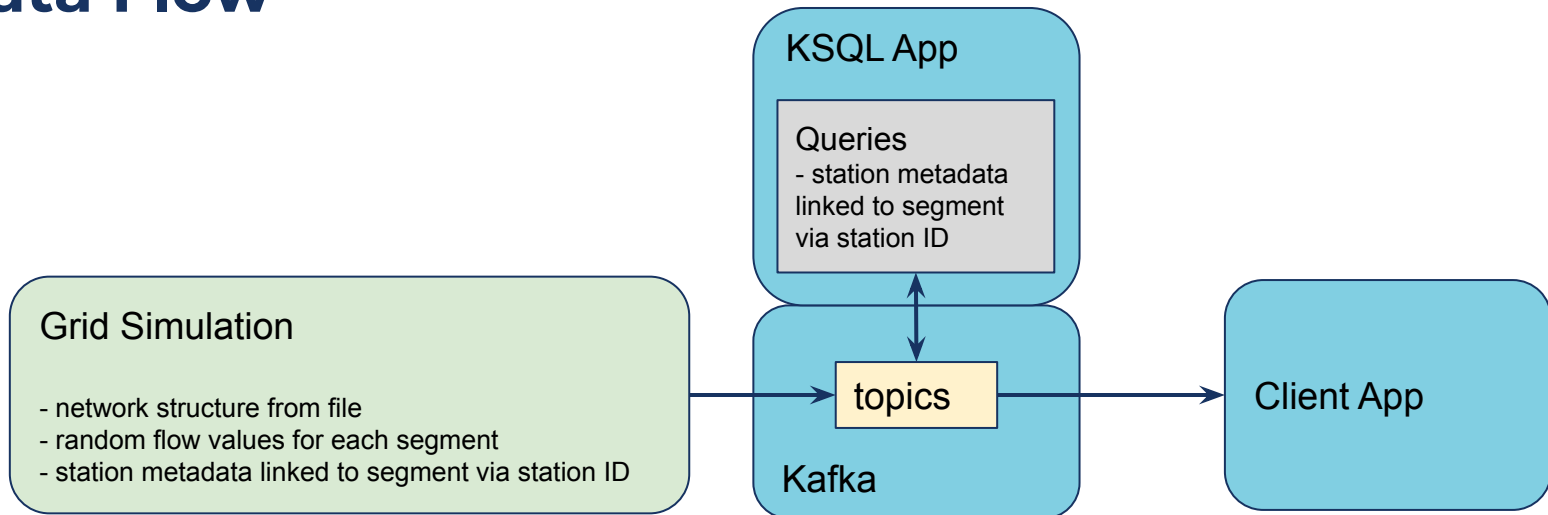 ata Flow
KSQL App
Queries
- station metadata
linked to segment
via station ID
Grid Simulation
- network structure from file
- random flow values for each segment
- station metadata linked to segment via station ID
topics
Kafka
Client App